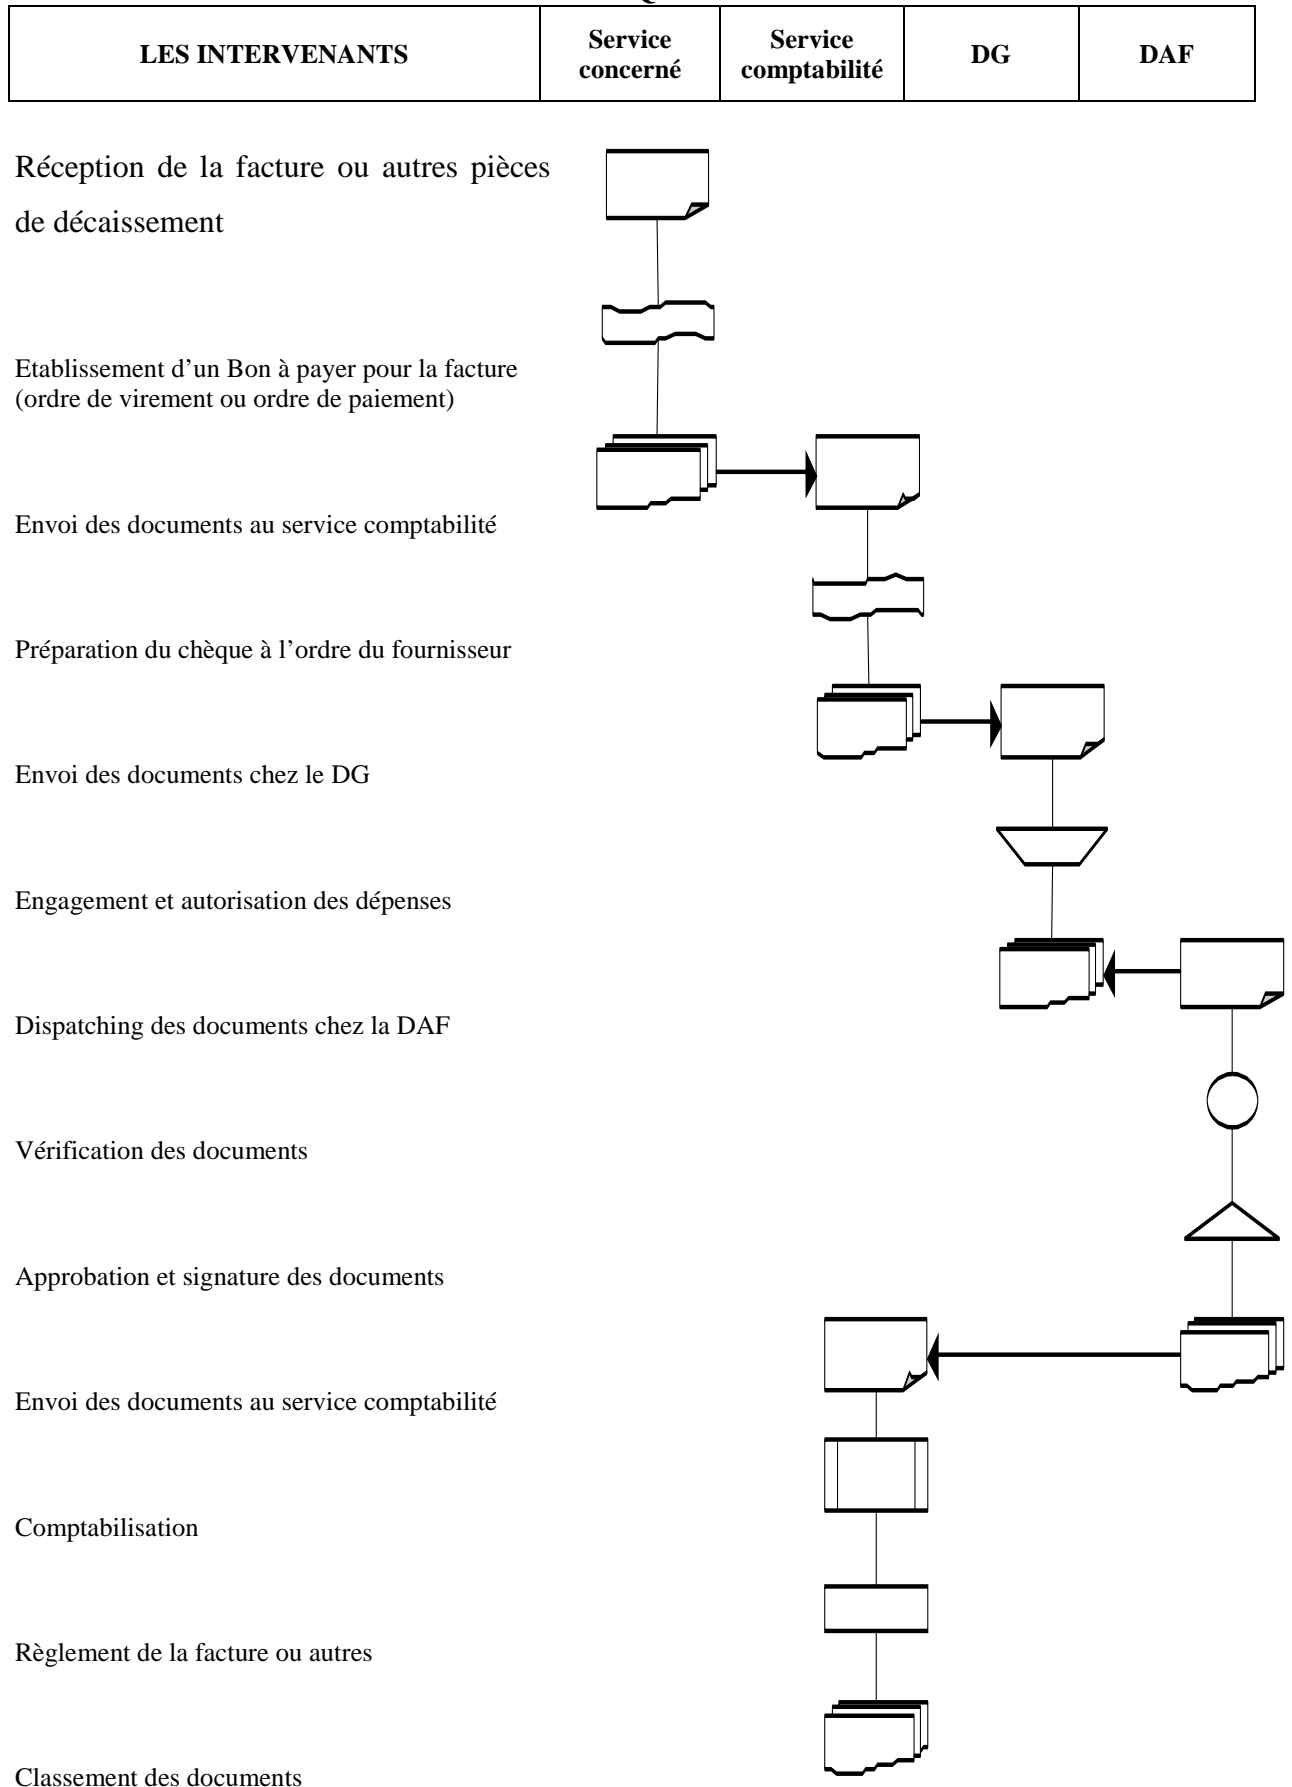 LES INTERVENANTS
Service
concerné
Service
comptabilité
DG
DAF
Réception de la facture ou autres pièces
de décaissement
Etablissement d’un Bon à payer pour la facture
(ordre de virement ou ordre de paiement)
Envoi des documents au service comptabilité
Préparation du chèque à l’ordre du fournisseur
Envoi des documents chez le DG
Engagement et autorisation des dépenses
Dispatching des documents chez la DAF
Vérification des documents
Approbation et signature des documents
Envoi des documents au service comptabilité
Comptabilisation
Règlement de la facture ou autres
Classement des documents